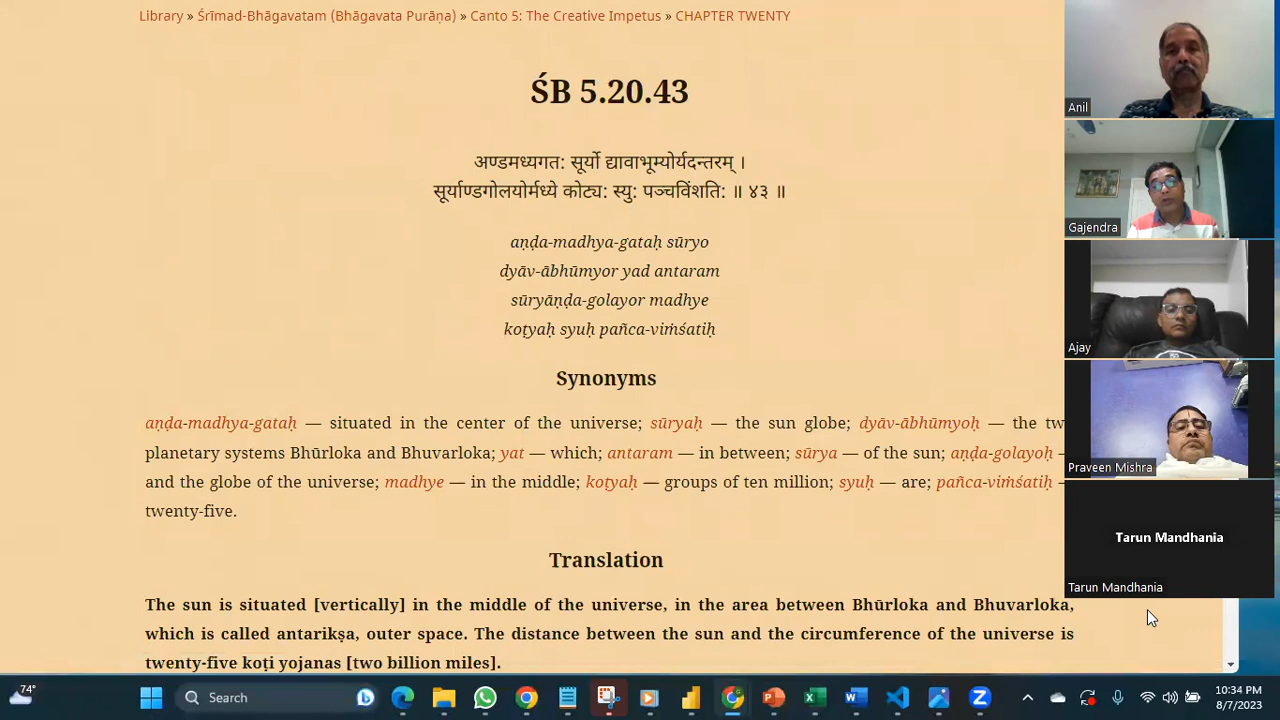 Library » Śrīmad-Bhāgavatam (Bhāgavata Purāṇa) » Canto 5: The Creative Impetus » CHAPTER TWENTY
ŚB 5.20.43
अण्डमध्यगत: सूर्यो द्यावाभूम्योर्यदन्तरम् ।
सूर्याण्डगोलयोर्मध्ये कोट्य: स्यु: पञ्चविंशति: ॥ ४३ ॥
aṇḍa-madhya-gataḥ sūryo
dyāv-ābhūmyor yad antaram
sūryāṇḍa-golayor madhye
koṭyaḥ syuḥ pañca-viṁśatiḥ
Synonyms
aṇḍa-madhya-gataḥ — situated in the center of the universe; sūryaḥ — the sun globe; dyāv-ābhūmyoḥ — the tw
planetary systems Bhūrloka and Bhuvarloka; yat — which; antaram — in between; sūrya — of the sun; aṇḍa-golayoḥ –
and the globe of the universe; madhye — in the middle; koṭyaḥ — groups of ten million; syuḥ — are; pañca-viṁśatiḥ –
twenty-five.
Translation
The sun is situated [vertically] in the middle of the universe, in the area between Bhūrloka and Bhuvarloka,
which is called antarikṣa, outer space. The distance between the sun and the circumference of the universe is
twenty-five koṭi yojanas [two billion miles].
Anil
Gajendra
Ajay
Praveen Mishra
Tarun Mandhania
Tarun Mandhania
74°
Search
10:34 PM
8/7/2023